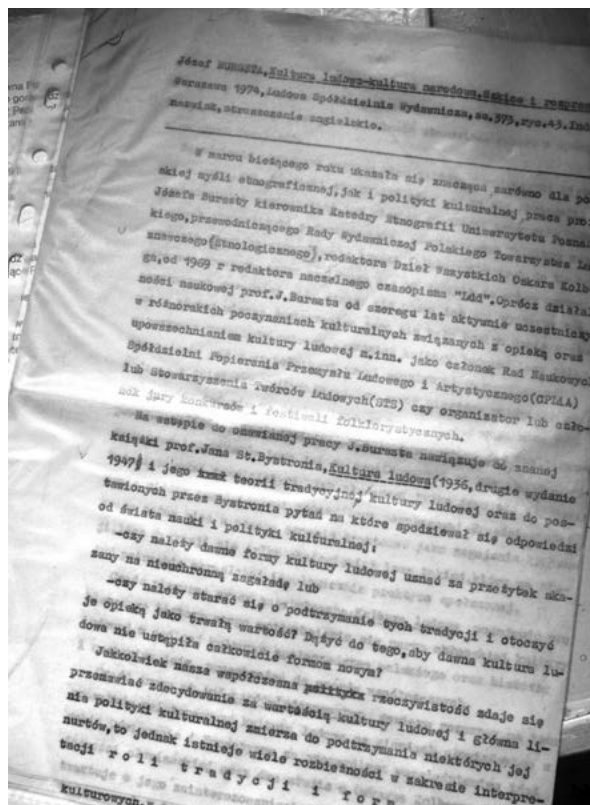 Józef BURSZTA,Kultura ludowa-kultura narodowa.Szkice i rozpra
Warszawa 1974,Ludowa Spółdzielnia Wydawnicza,ss.373,ryc.43.Ind
nazwisk,streszczenie angielskie.
W marcu bieżącego roku ukazała się znacząca zarówno dla po
skiej myśli etnograficznej,jak i polityki kulturalnej praca prof
Józefa Burszty kierownika Katedry Etnografii Uniwersytetu Pozna
kiego,przewodniczącego Rady Wydawniczej Polskiego Towarzystwa Lu
znawczego(Etnologicznego),redaktora Dzieł Wszystkich Oskara Kolb
ga,od 1969 r redaktora naczelnego czasopisma "Lud".Oprócz działal
ności naukowej prof.J.Burszta od szeregu lat aktywnie uczestniczy
w różnorakich poczynaniach kulturalnych związanych z opieką oraz
upowszechnianiem kultury ludowej m.inn. jako członek Rad Naukowyc
Spółdzielni Popierania Przemysłu Ludowego i Artystycznego(CPLiA)
lub Stowarzyszenia Twórców Ludowych(STS) czy organizator lub czło-
nek jury konkursów i festiwali folklorystycznych.
Na wstępie do omawianej pracy J.Burszta nawiązuje do znanej
książki prof.Jana St.Bystronia,Kultura ludowa(1936,drugie wydanie
1947) i jego teorii tradycyjnej kultury ludowej oraz do pos-
tawionych przez Bystronia pytań na które spodziewał się odpowiedzi
od świata nauki i polityki kulturalnej:
-czy należy dawne formy kultury ludowej uznać za przeżytek ska-
zany na nieuchronną zagaładę lub
-czy należy starać się o podtrzymanie tych tradycji i otoczyć
je opieką jako trwałą wartość? Dążyć do tego,aby dawna kultura lu-
dowa nie ustąpiła całkowicie formom nowym?
Jakkolwiek nasza współczesna rzeczywistość zdaje się
przemawiać zdecydowanie za wartością kultury ludowej i główna li-
nia polityki kulturalnej zmierza do podtrzymania niektórych jej
nurtów,to jednak istnieje wiele rozbieżności w zakresie interpre-
tacji r o l i t r a d y c j i i f o r m
kulturowych